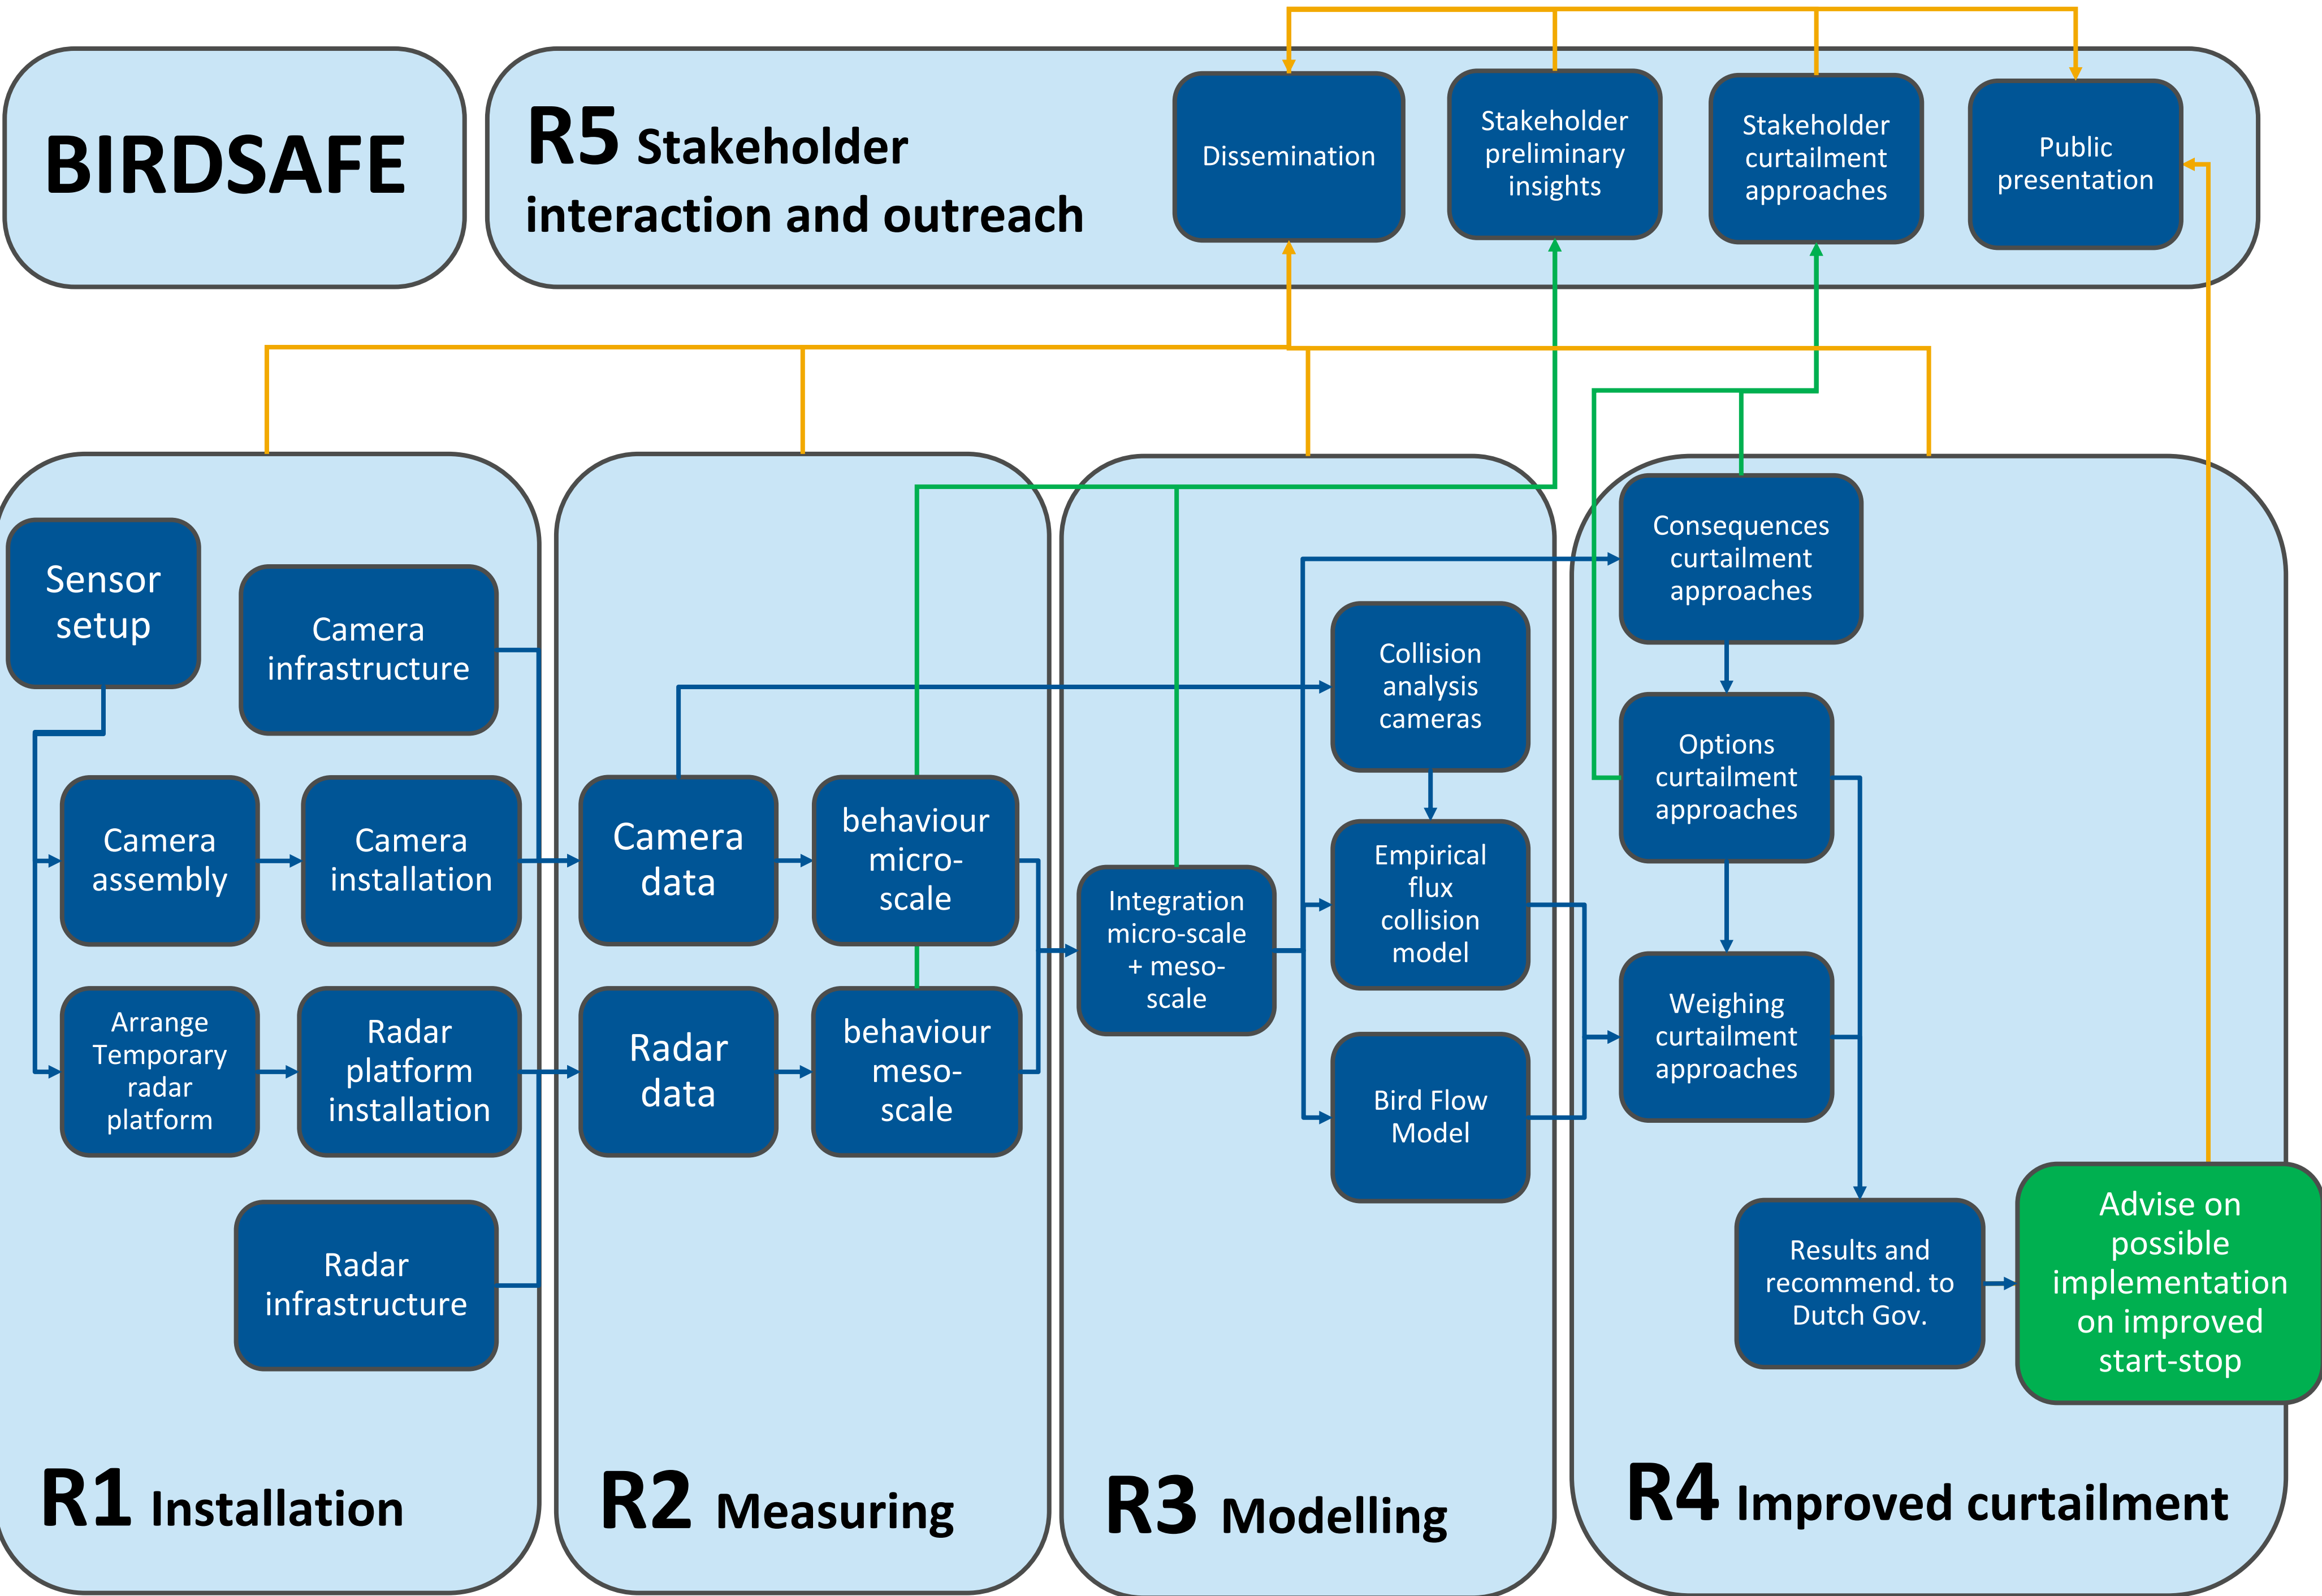 BIRDSAFE
R5 Stakeholder
interaction and outreach
Dissemination
Stakeholder
preliminary
insights
Stakeholder
curtailment
approaches
Public
presentation
Sensor
setup
Camera
infrastructure
Camera
assembly
Camera
installation
Arrange
Temporary
radar
platform
Radar
platform
installation
Radar
infrastructure
R1 Installation
Camera
data
behaviour
micro-
scale
Radar
data
behaviour
meso-
scale
R2 Measuring
Integration
micro-scale
+ meso-
scale
Collision
analysis
cameras
Empirical
flux
collision
model
Bird Flow
Model
R3 Modelling
Consequences
curtailment
approaches
Options
curtailment
approaches
Weighing
curtailment
approaches
Results and
recommend. to
Dutch Gov.
Advise on
possible
implementation
on improved
start-stop
R4 Improved curtailment